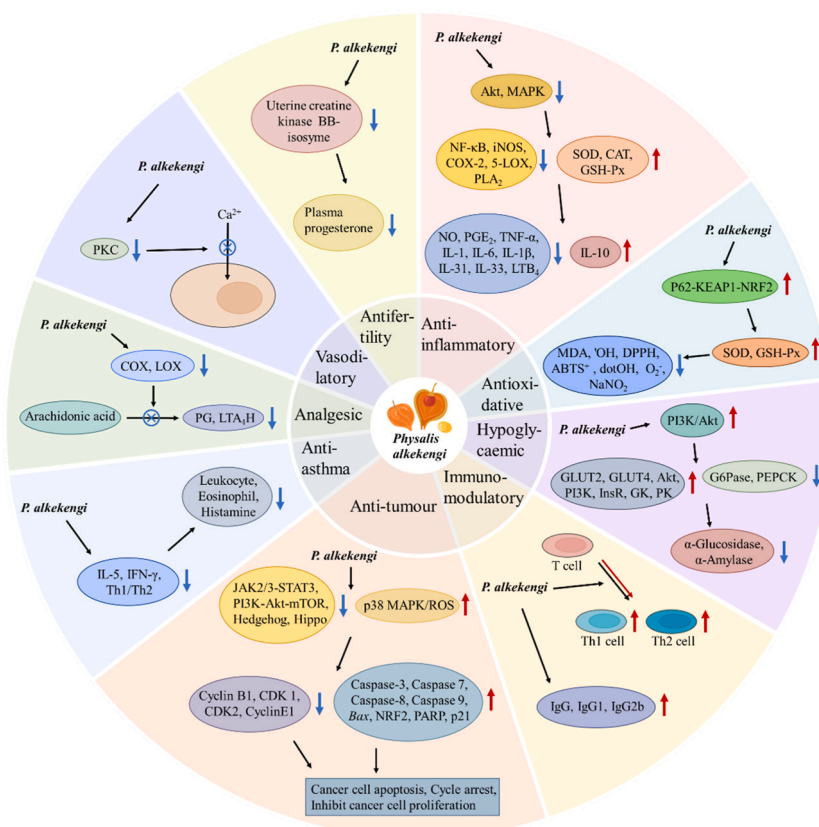 P. alkekengi
Uterine creatine
kinase BB-
isosyme
Plasma
progesterone
P. alkekengi
Akt, MAPK
NF-κB, iNOS,
COX-2, 5-LOX,
PLA₂
SOD, CAT,
GSH-Px
NO, PGE₂, TNF-α,
IL-1, IL-6, IL-1β,
IL-31, IL-33, LTB₄
IL-10
P. alkekengi
P62-KEAP1-NRF2
SOD, GSH-Px
MDA, 'OH, DPPH,
ABTS⁺ , dotOH, O₂⁻,
NaNO₂
P. alkekengi
PI3K/Akt
GLUT2, GLUT4, Akt,
PI3K, InsR, GK, PK
G6Pase, PEPCK
α-Glucosidase,
α-Amylase
P. alkekengi
T cell
Th1 cell
Th2 cell
IgG, IgG1, IgG2b
P. alkekengi
JAK2/3-STAT3,
PI3K-Akt-mTOR,
Hedgehog, Hippo
p38 MAPK/ROS
Cyclin B1, CDK 1,
CDK2, CyclinE1
Caspase-3, Caspase 7,
Caspase-8, Caspase 9,
Bax, NRF2, PARP, p21
Cancer cell apoptosis, Cycle arrest,
Inhibit cancer cell proliferation
P. alkekengi
Leukocyte,
Eosinophil,
Histamine
IL-5, IFN-γ,
Th1/Th2
P. alkekengi
COX, LOX
Arachidonic acid
PG, LTA₄H
P. alkekengi
Ca²⁺
PKC
Antifer-
tility
Anti-
inflammatory
Antioxi-
dative
Hypogly-
caemic
Immuno-
modulatory
Anti-tumour
Anti-
asthma
Analgesic
Vasodi-
latory
Physalis
alkekengi